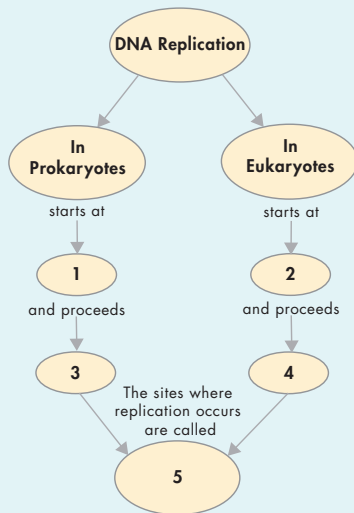 DNA Replication
In
Prokaryotes
In
Eukaryotes
starts at
starts at
1
2
and proceeds
and proceeds
3
4
The sites where
replication occurs
are called
5